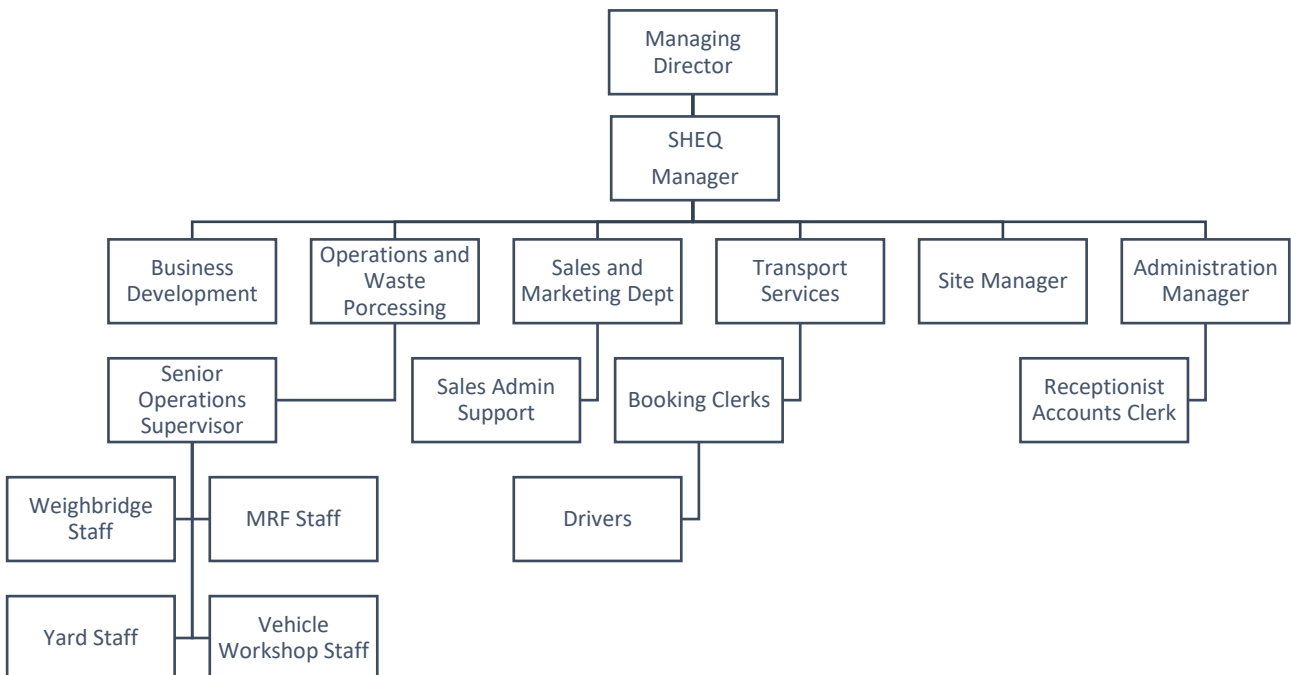 Managing
Director
SHEQ
Manager
Business
Development
Operations and
Waste
Porcessing
Sales and
Marketing Dept
Transport
Services
Site Manager
Administration
Manager
Senior
Operations
Supervisor
Sales Admin
Support
Booking Clerks
Receptionist
Accounts Clerk
Weighbridge
Staff
MRF Staff
Drivers
Yard Staff
Vehicle
Workshop Staff